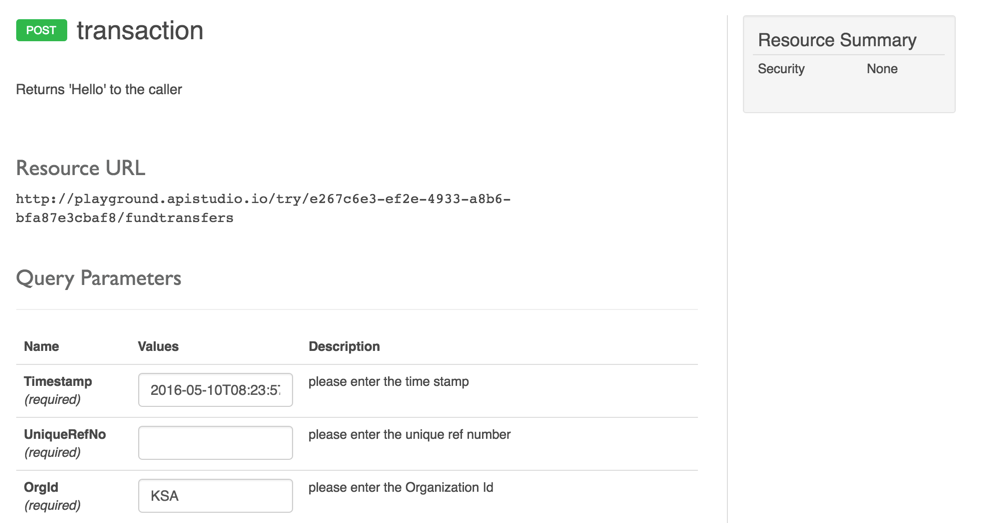 POST transaction
Resource Summary
Security None
Returns 'Hello' to the caller
Resource URL
http://playground.apistudio.io/try/e267c6e3-ef2e-4933-a8b6-
bfa87e3cbaf8/fundtransfers
Query Parameters
Name Values Description
Timestamp 2016-05-10T08:23:5 please enter the time stamp
(required)
UniqueRefNo please enter the unique ref number
(required)
OrgId KSA please enter the Organization Id
(required)